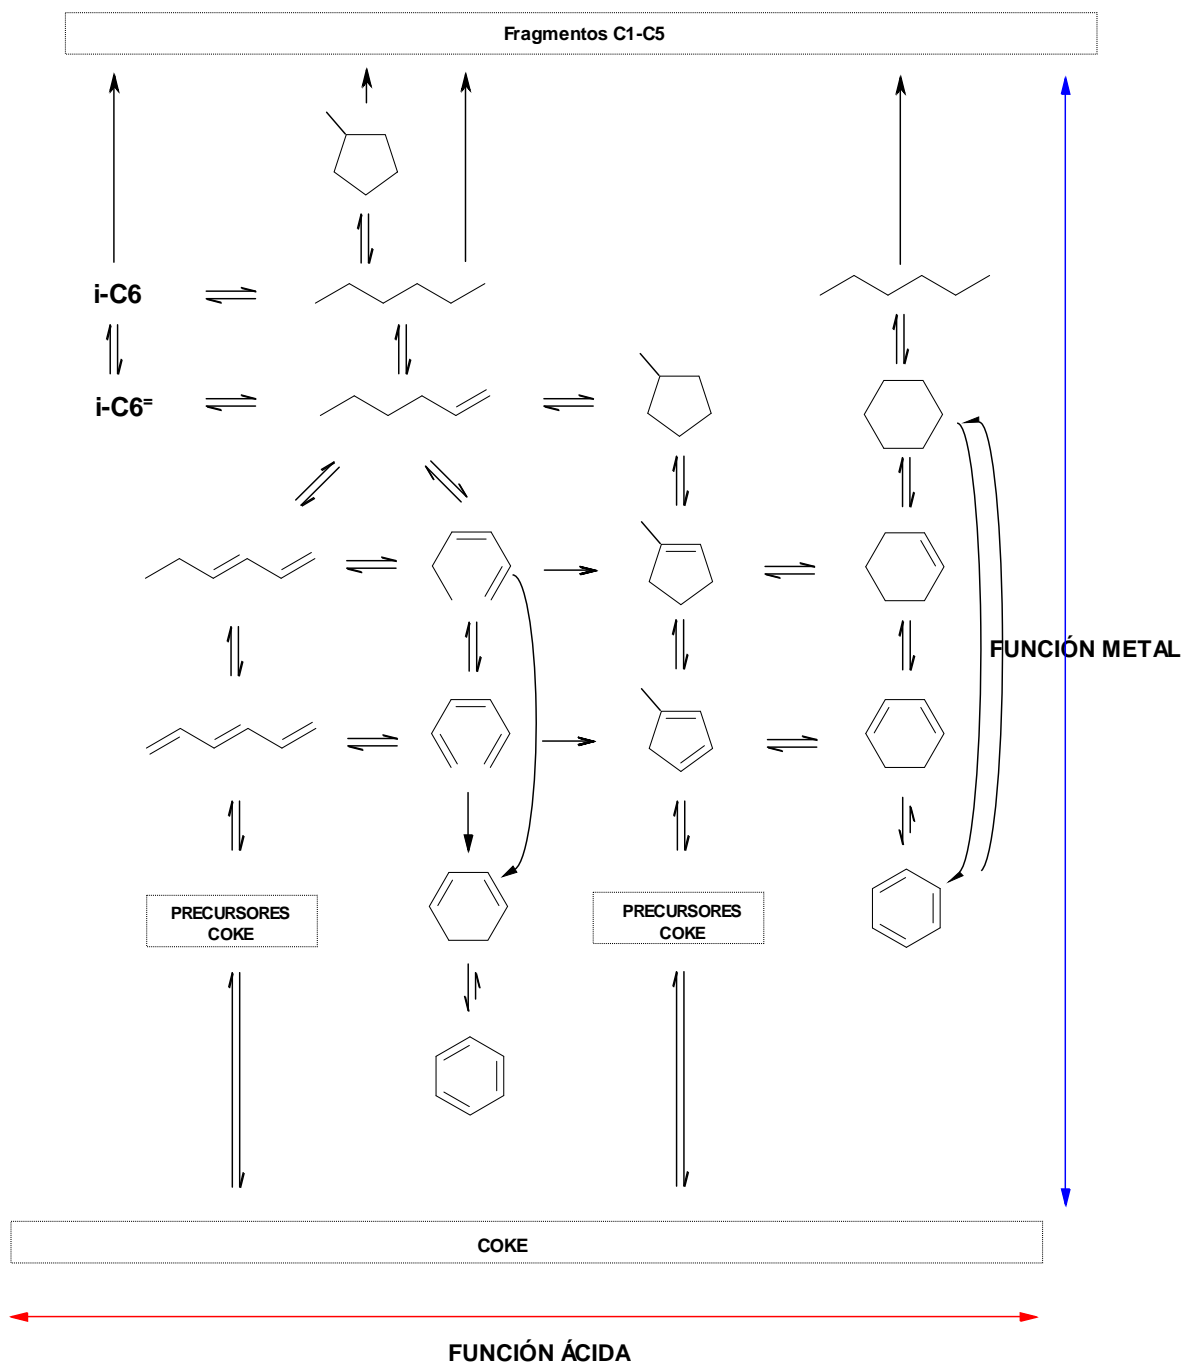 Fragmentos C1-C5
i-C6
i-C6=
FUNCIÓN METAL
PRECURSORES
COKE
PRECURSORES
COKE
COKE
FUNCIÓN ÁCIDA